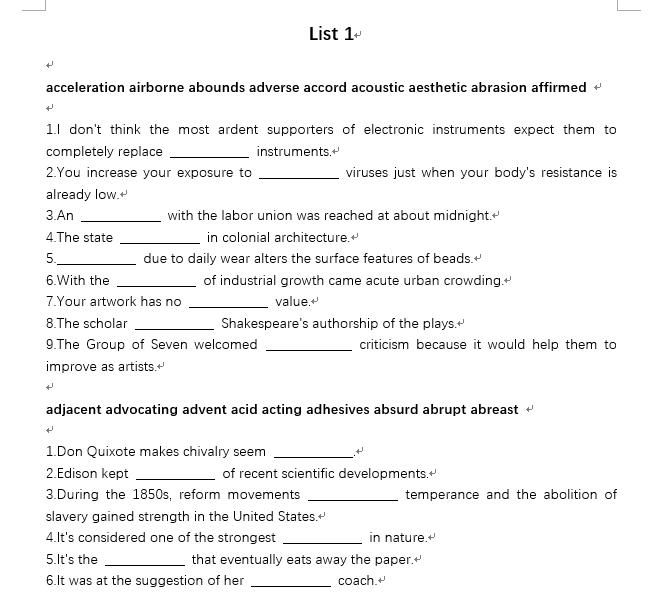 List 1
acceleration airborne abounds adverse accord acoustic aesthetic abrasion affirmed
1.I don't think the most ardent supporters of electronic instruments expect them to
completely replace __________ instruments.
2.You increase your exposure to __________ viruses just when your body's resistance is
already low.
3.An __________ with the labor union was reached at about midnight.
4.The state __________ in colonial architecture.
5.__________ due to daily wear alters the surface features of beads.
6.With the __________ of industrial growth came acute urban crowding.
7.Your artwork has no __________ value.
8.The scholar __________ Shakespeare's authorship of the plays.
9.The Group of Seven welcomed ___________ criticism because it would help them to
improve as artists.
adjacent advocating advent acid acting adhesives absurd abrupt abreast
1.Don Quixote makes chivalry seem __________.
2.Edison kept __________ of recent scientific developments.
3.During the 1850s, reform movements ___________ temperance and the abolition of
slavery gained strength in the United States.
4.It's considered one of the strongest __________ in nature.
5.It's the __________ that eventually eats away the paper.
6.It was at the suggestion of her __________ coach.